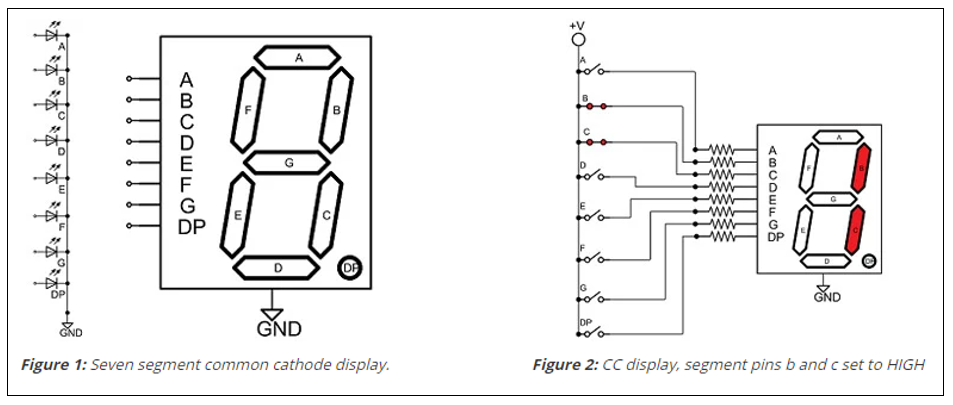 A
B
C
D
E
F
G
DP
GND
A
B
C
D
E
F
G
DP
A
F
B
G
E
C
D
DP
GND
Figure 1: Seven segment common cathode display.
+V
A
B
C
D
E
F
G
DP
A
B
C
D
E
F
G
DP
A
F
B
G
E
C
D
DP
GND
Figure 2: CC display, segment pins b and c set to HIGH